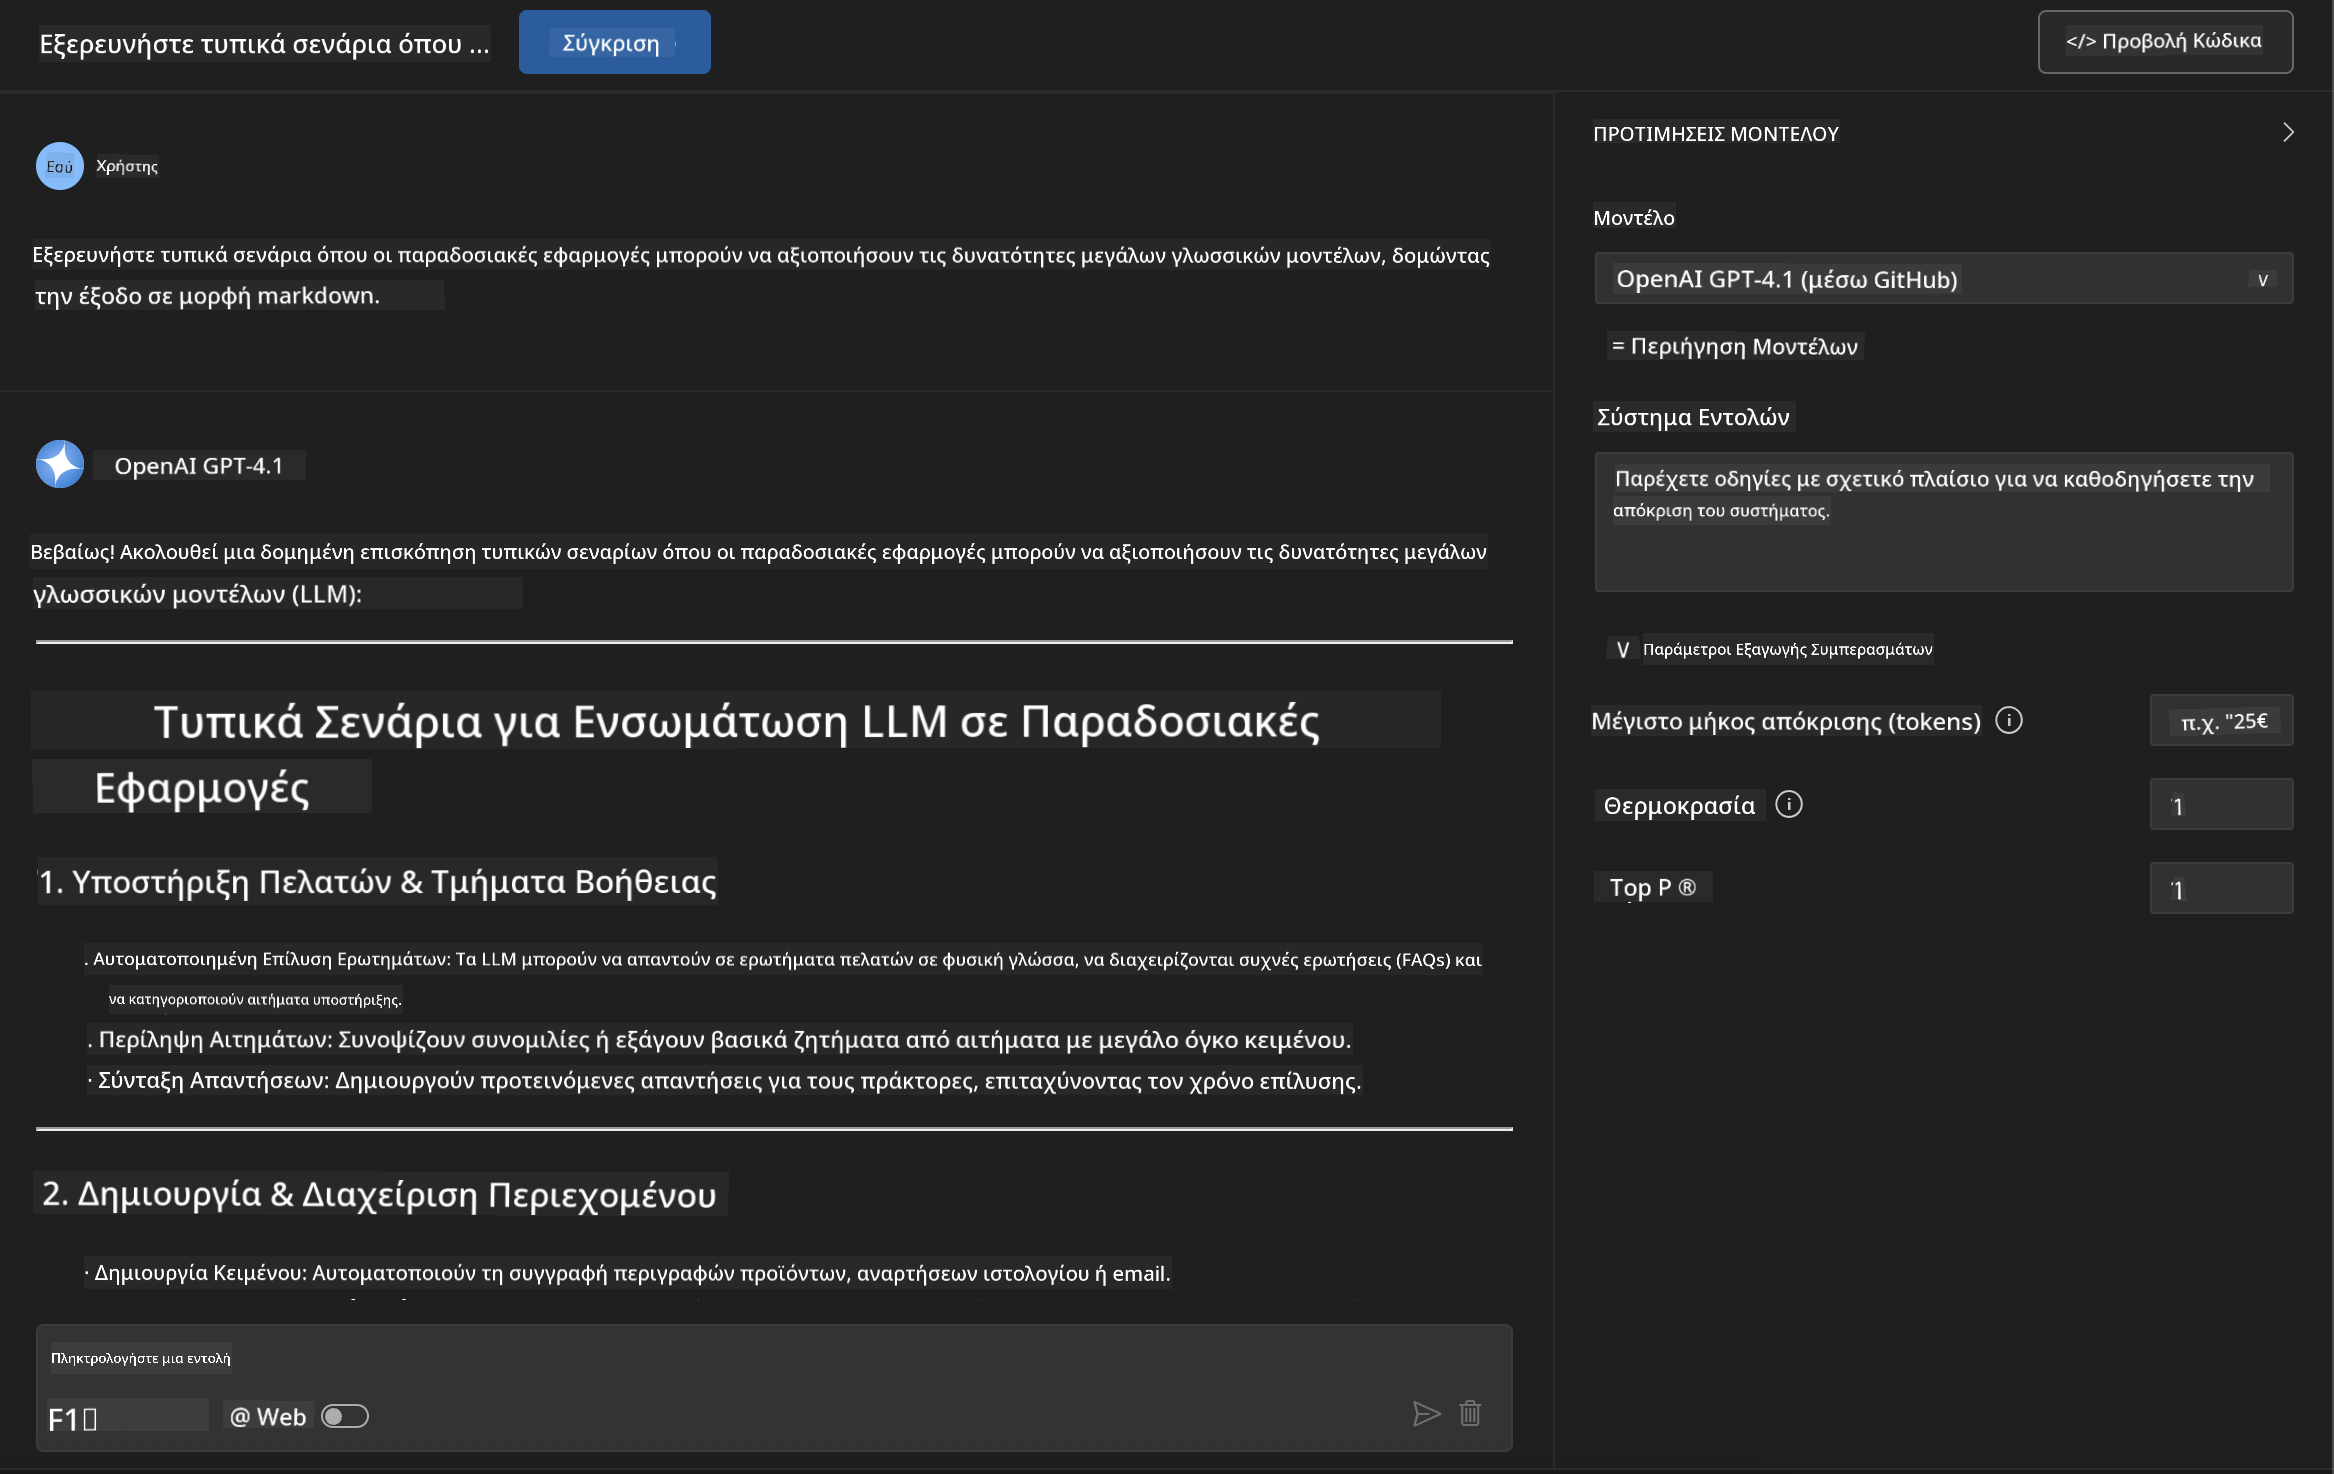 Εξερευνήστε τυπικά σενάρια όπου ...
Σύγκριση
</> Προβολή Κώδικα
Εσύ
Χρήστης
Εξερευνήστε τυπικά σενάρια όπου οι παραδοσιακές εφαρμογές μπορούν να αξιοποιήσουν τις δυνατότητες μεγάλων γλωσσικών μοντέλων, δομώντας
την έξοδο σε μορφή markdown.
OpenAI GPT-4.1
Βεβαίως! Ακολουθεί μια δομημένη επισκόπηση τυπικών σεναρίων όπου οι παραδοσιακές εφαρμογές μπορούν να αξιοποιήσουν τις δυνατότητες μεγάλων
γλωσσικών μοντέλων (LLM):
Τυπικά Σενάρια για Ενσωμάτωση LLM σε Παραδοσιακές
Εφαρμογές
1. Υποστήριξη Πελατών & Τμήματα Βοήθειας
. Αυτοματοποιημένη Επίλυση Ερωτημάτων: Τα LLM μπορούν να απαντούν σε ερωτήματα πελατών σε φυσική γλώσσα, να διαχειρίζονται συχνές ερωτήσεις (FAQs) και
να κατηγοριοποιούν αιτήματα υποστήριξης.
. Περίληψη Αιτημάτων: Συνοψίζουν συνομιλίες ή εξάγουν βασικά ζητήματα από αιτήματα με μεγάλο όγκο κειμένου.
· Σύνταξη Απαντήσεων: Δημιουργούν προτεινόμενες απαντήσεις για τους πράκτορες, επιταχύνοντας τον χρόνο επίλυσης.
2. Δημιουργία & Διαχείριση Περιεχομένου
· Δημιουργία Κειμένου: Αυτοματοποιούν τη συγγραφή περιγραφών προϊόντων, αναρτήσεων ιστολογίου ή email.
Πληκτρολογήστε μια εντολή
F1
@ Web
ΠΡΟΤΙΜΗΣΕΙΣ ΜΟΝΤΕΛΟΥ
Μοντέλο
OpenAI GPT-4.1 (μέσω GitHub)
v
= Περιήγηση Μοντέλων
Σύστημα Εντολών
Παρέχετε οδηγίες με σχετικό πλαίσιο για να καθοδηγήσετε την
απόκριση του συστήματος.
V Παράμετροι Εξαγωγής Συμπερασμάτων
Μέγιστο μήκος απόκρισης (tokens)
π.χ. "25€
Θερμοκρασία
1
Top P ®
1